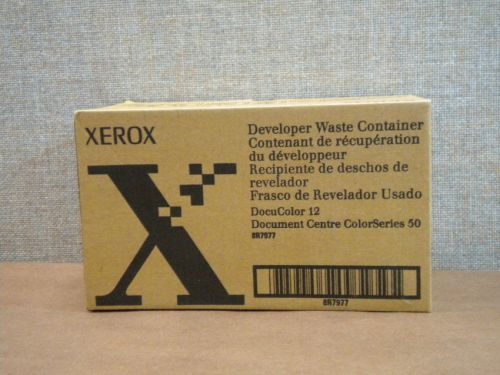 XEROX
Developer Waste Container
Contenant de récupération
du développeur
Recipiente de deschos de
revelador
Frasco de Revelador Usado
DocuColor 12
Document Centre ColorSeries 50
8R7977
8R7977